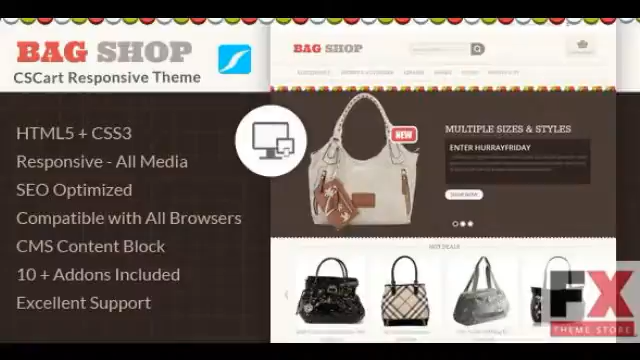 BAG SHOP
CSCart Responsive Theme
HTML5 + CSS3
Responsive - All Media
SEO Optimized
Compatible with All Browsers
CMS Content Block
10 + Addons Included
Excellent Support
BAG SHOP
NEW
MULTIPLE SIZES & STYLES
ENTER HURRAYFRIDAY
SHOP NOW
HOT DEALS
FX
THEME STORE